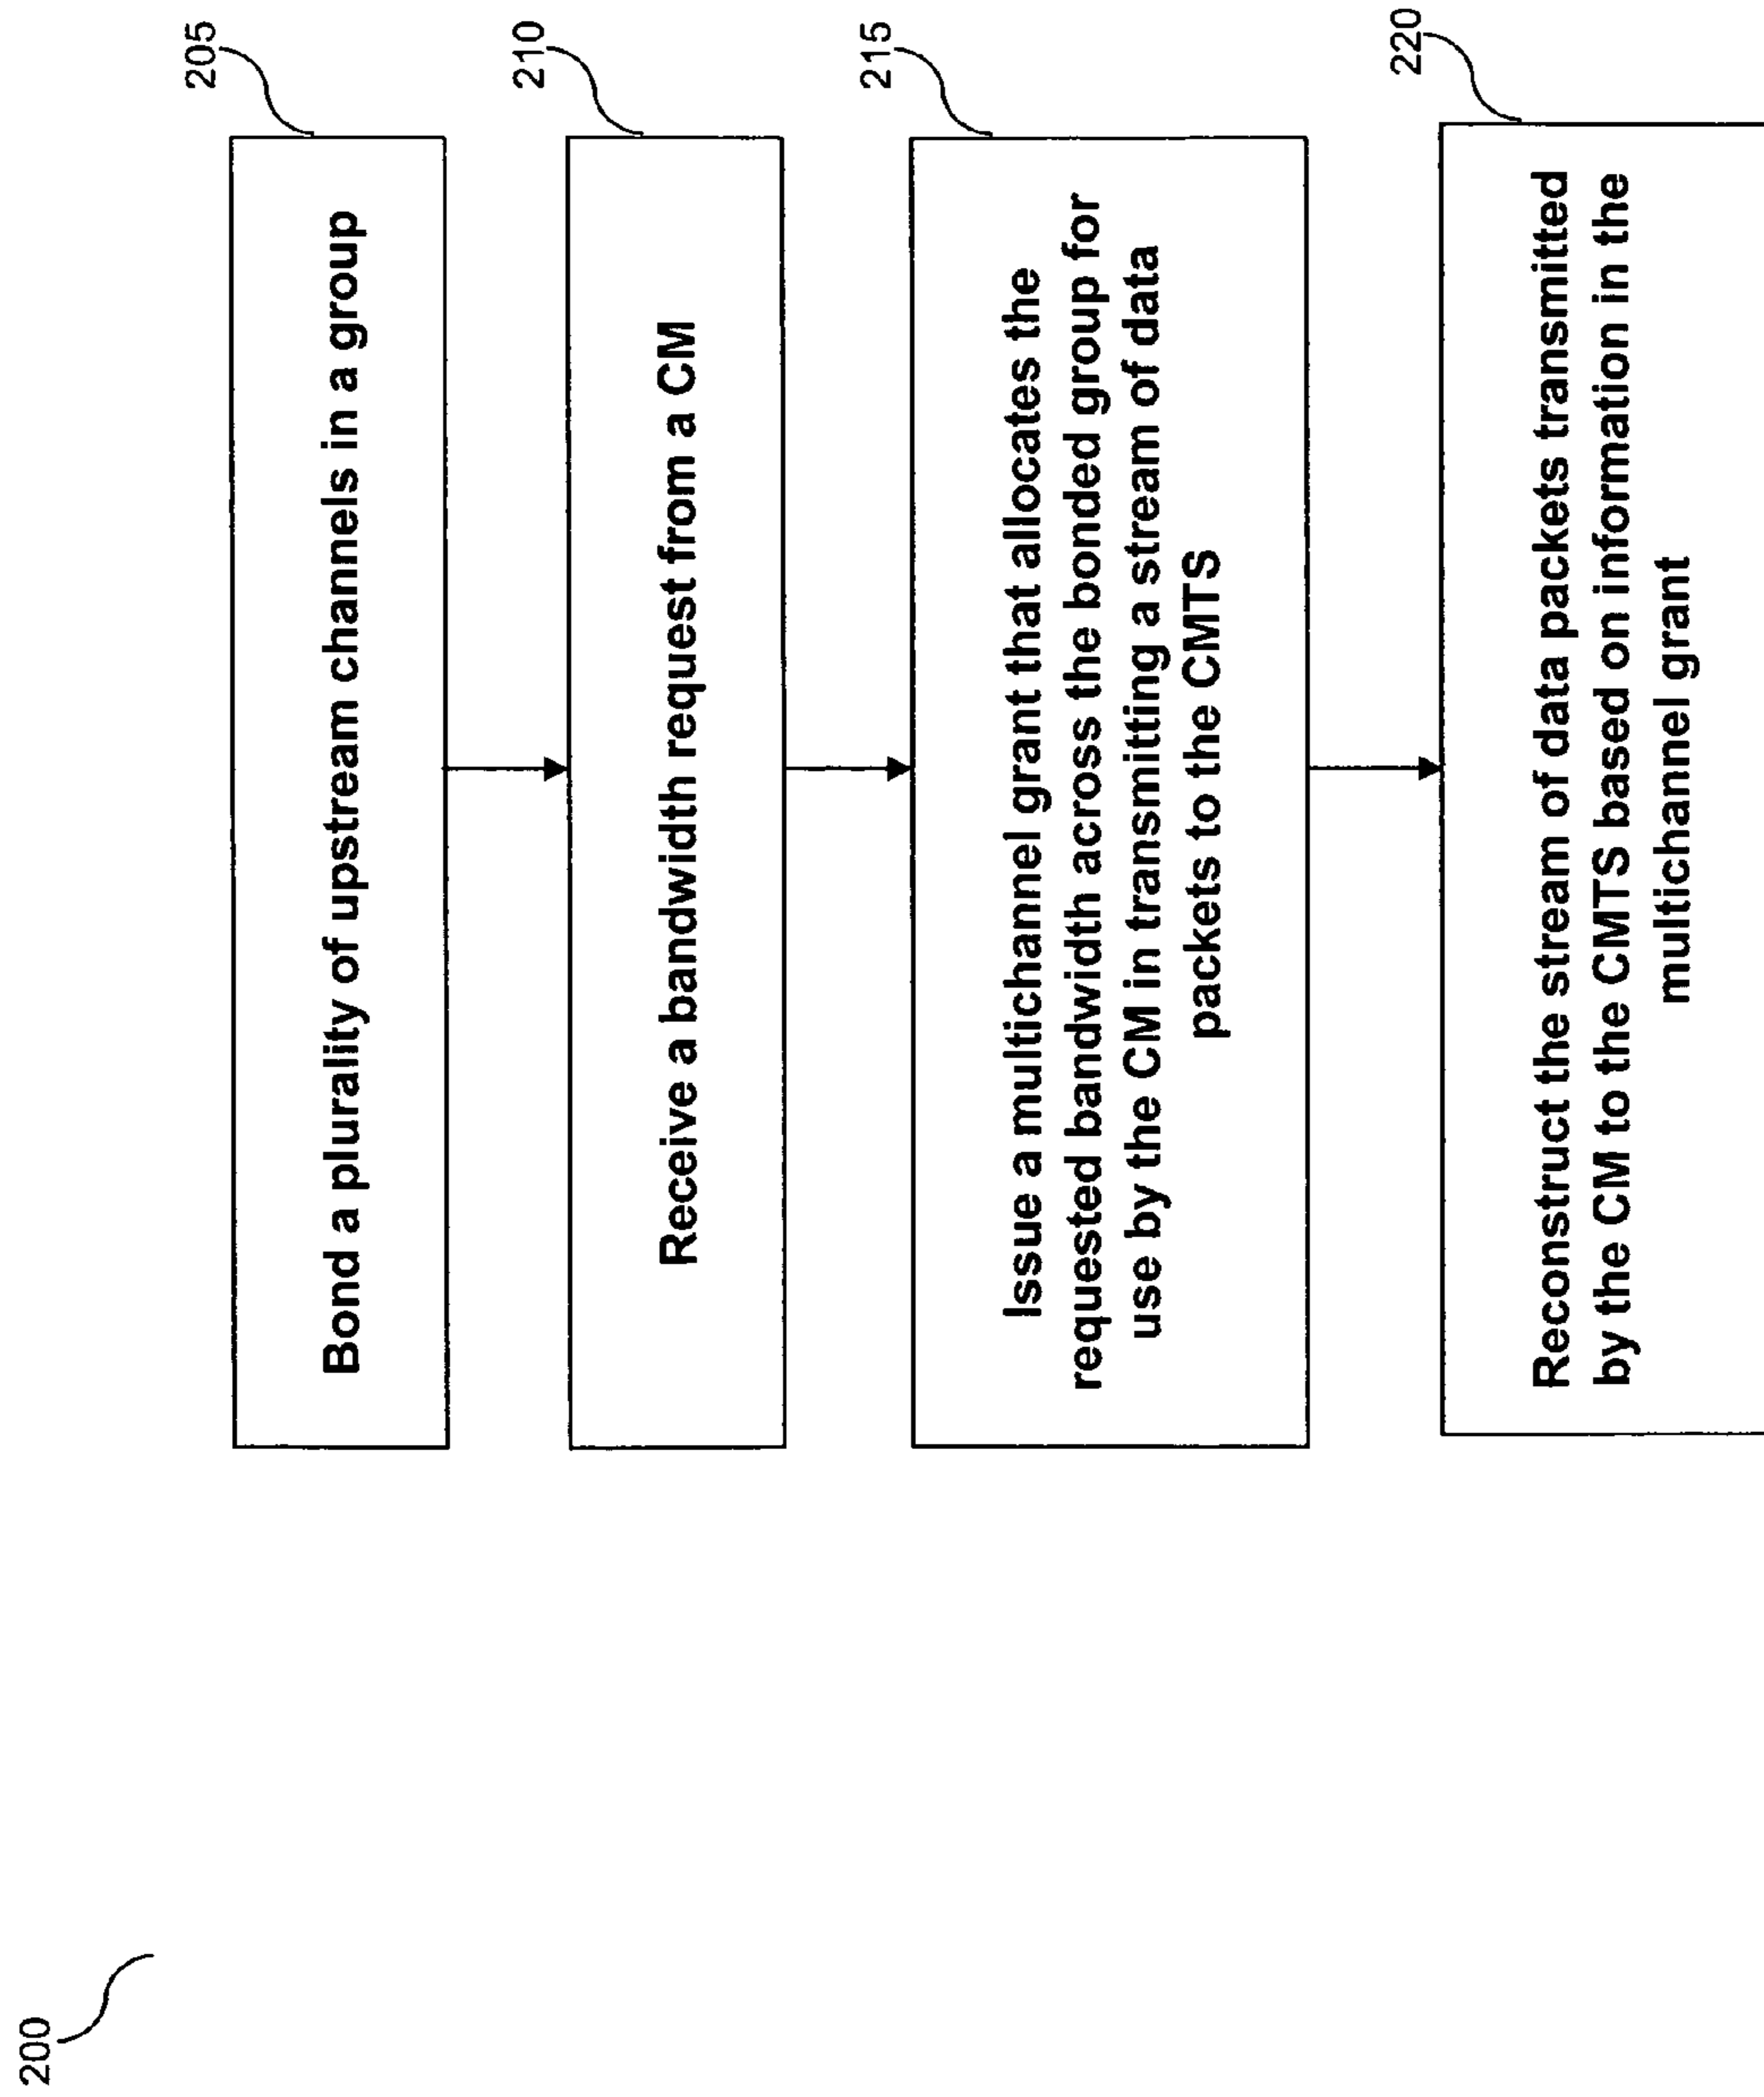 200
205
Bond a plurality of upstream channels in a group
210
Receive a bandwidth request from a CM
215
Issue a multichannel grant that allocates the
requested bandwidth across the bonded group for
use by the CM in transmitting a stream of data
packets to the CMTS
220
Reconstruct the stream of data packets transmitted
by the CM to the CMTS based on information in the
multichannel grant